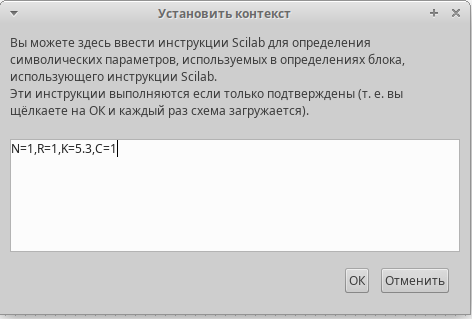 Установить контекст
Вы можете здесь ввести инструкции Scilab для определения
символических параметров, используемых в определениях блока,
использующего инструкции Scilab.
Эти инструкции выполняются если только подтверждены (т. е. вы
щёлкаете на ОК и каждый раз схема загружается).
N=1,R=1,K=5.3,C=1
OK
Отменить